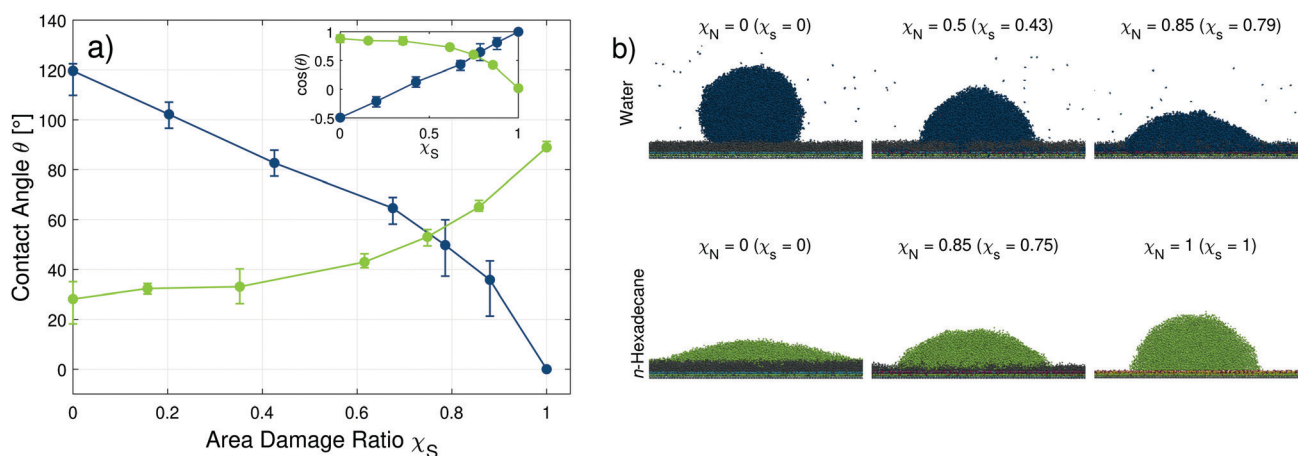 a)
Contact Angle θ [°]
140
120
100
80
60
40
20
0
0
0.2
0.4
0.6
0.8
1
Area Damage Ratio χS
cos(θ)
1
0.5
0
-0.5
0
0.5
1
χS
b)
χN = 0 (χs = 0)
χN = 0.5 (χs = 0.43)
χN = 0.85 (χs = 0.79)
Water
χN = 0 (χs = 0)
χN = 0.85 (χs = 0.75)
χN = 1 (χs = 1)
n-Hexadecane